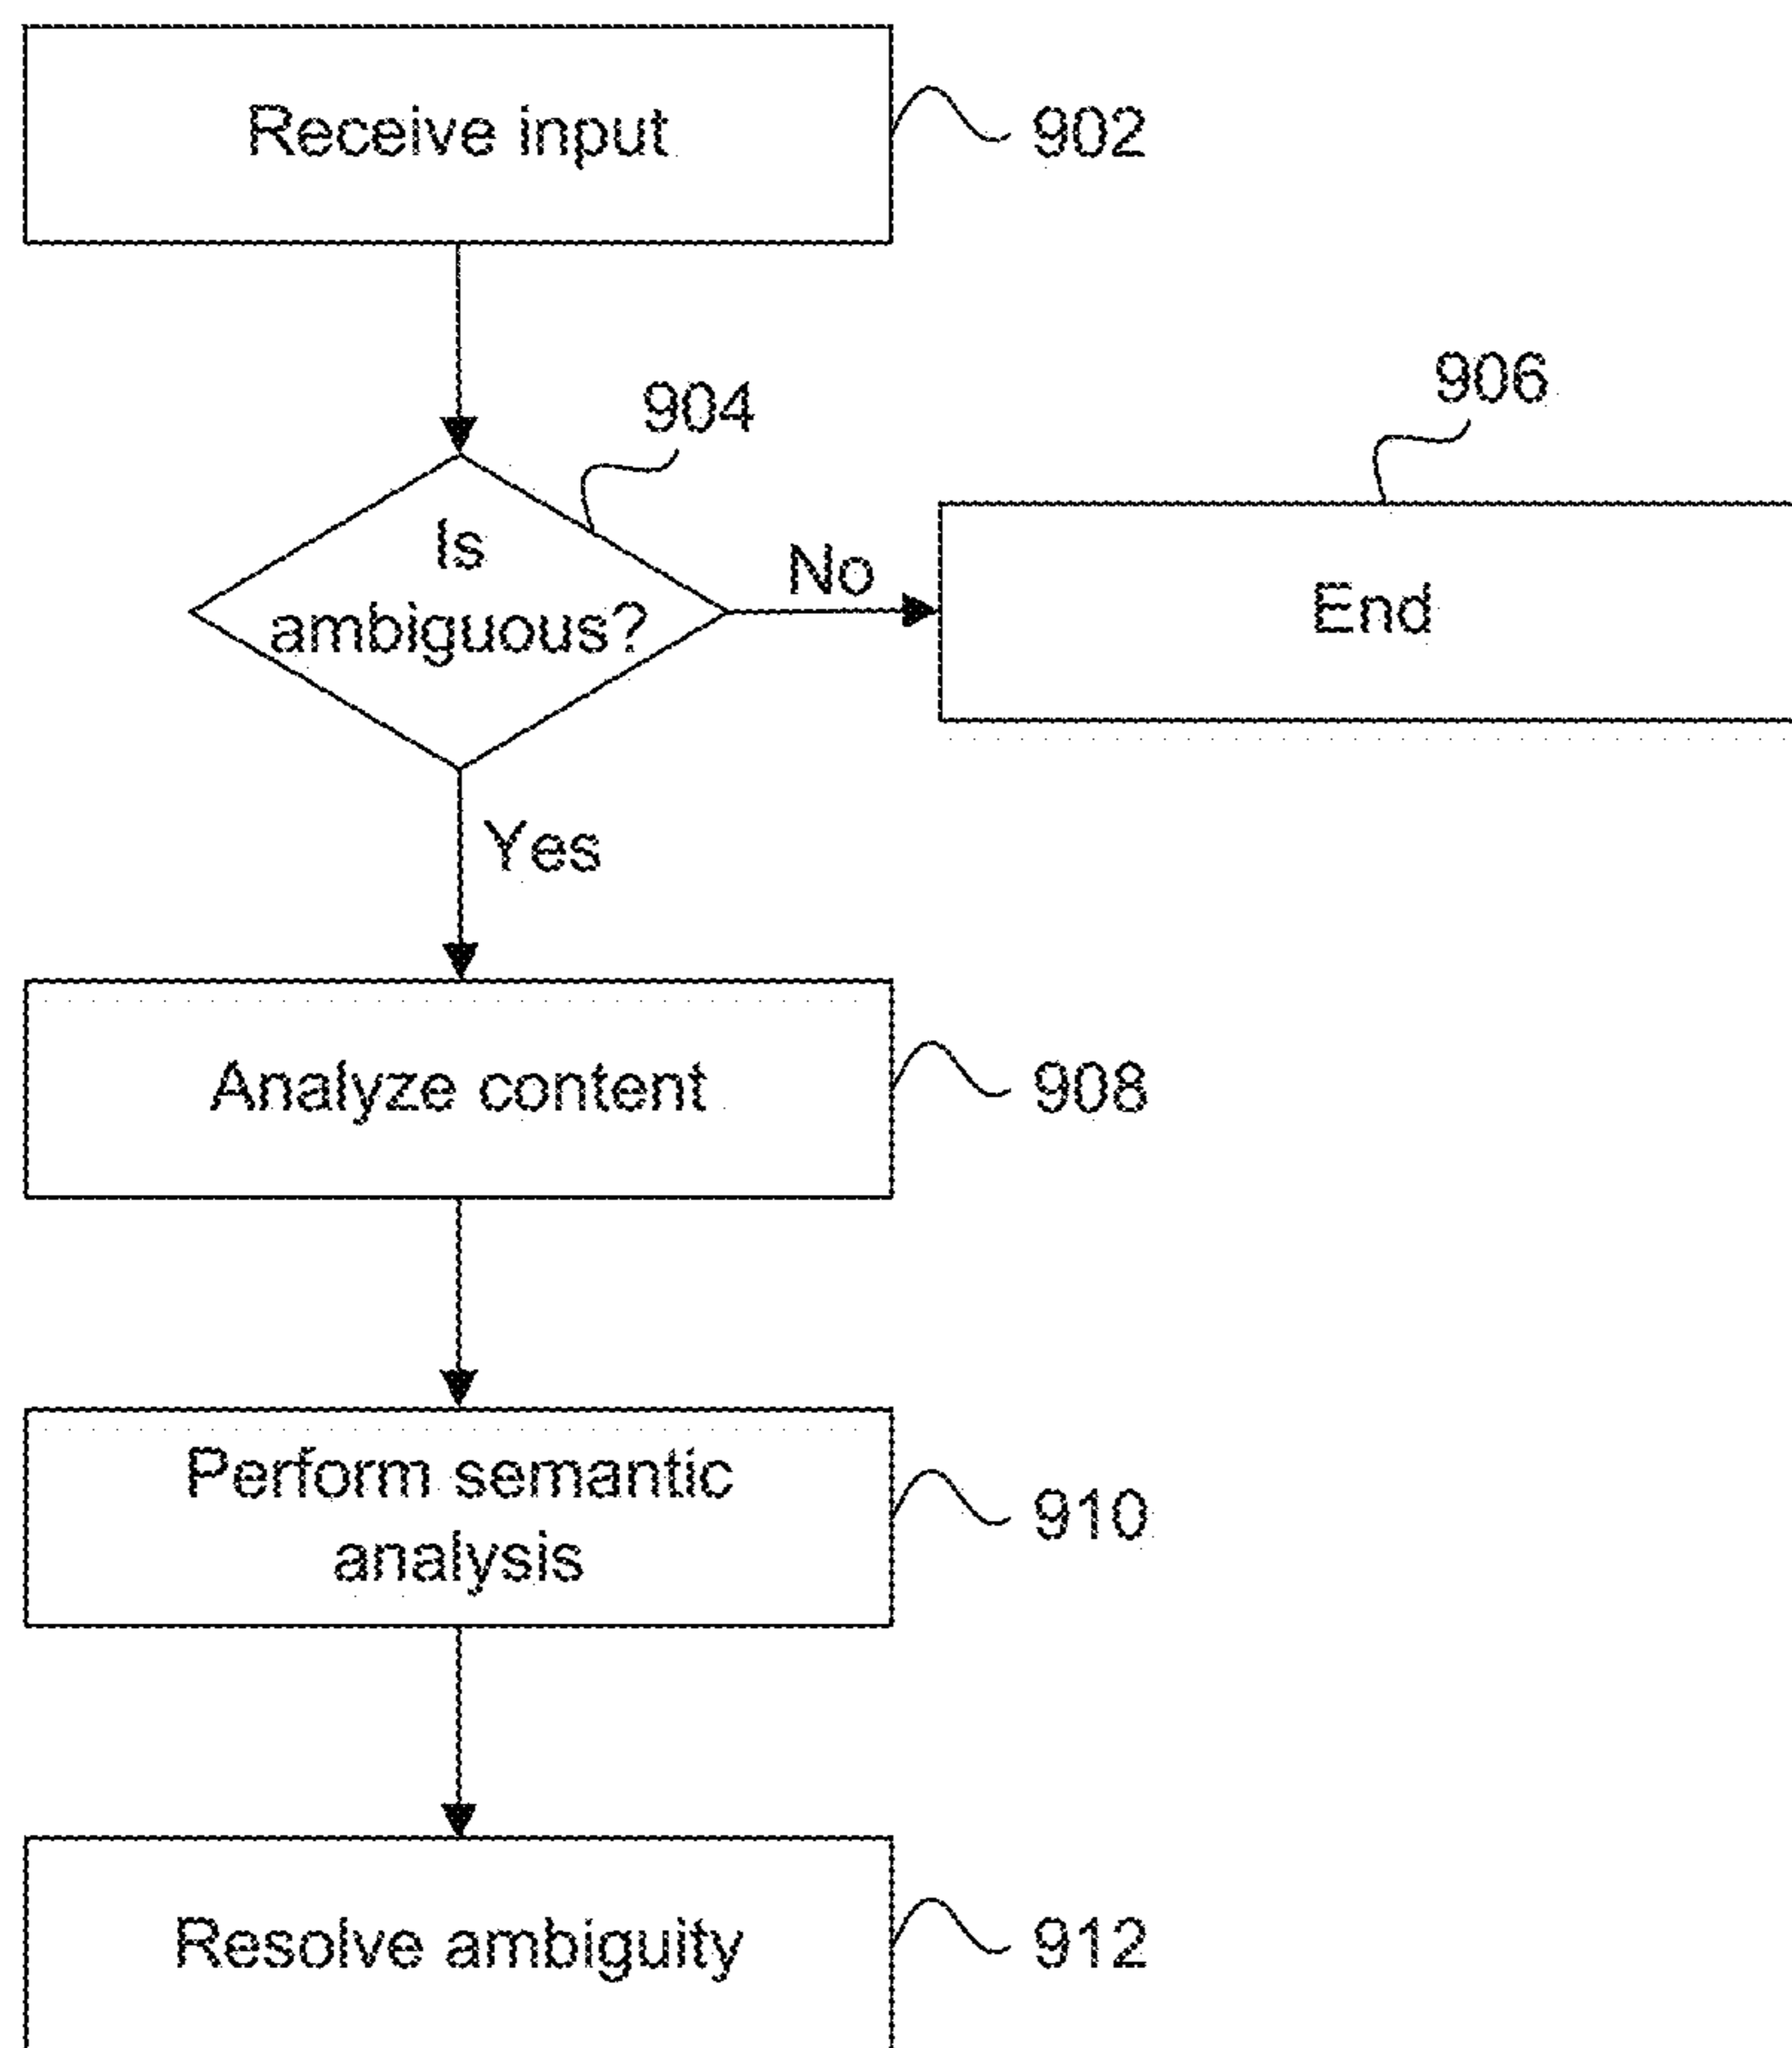 Receive input
902
904
906
Is
ambiguous?
No
End
Yes
Analyze content
908
Perform semantic
analysis
910
Resolve ambiguity
912